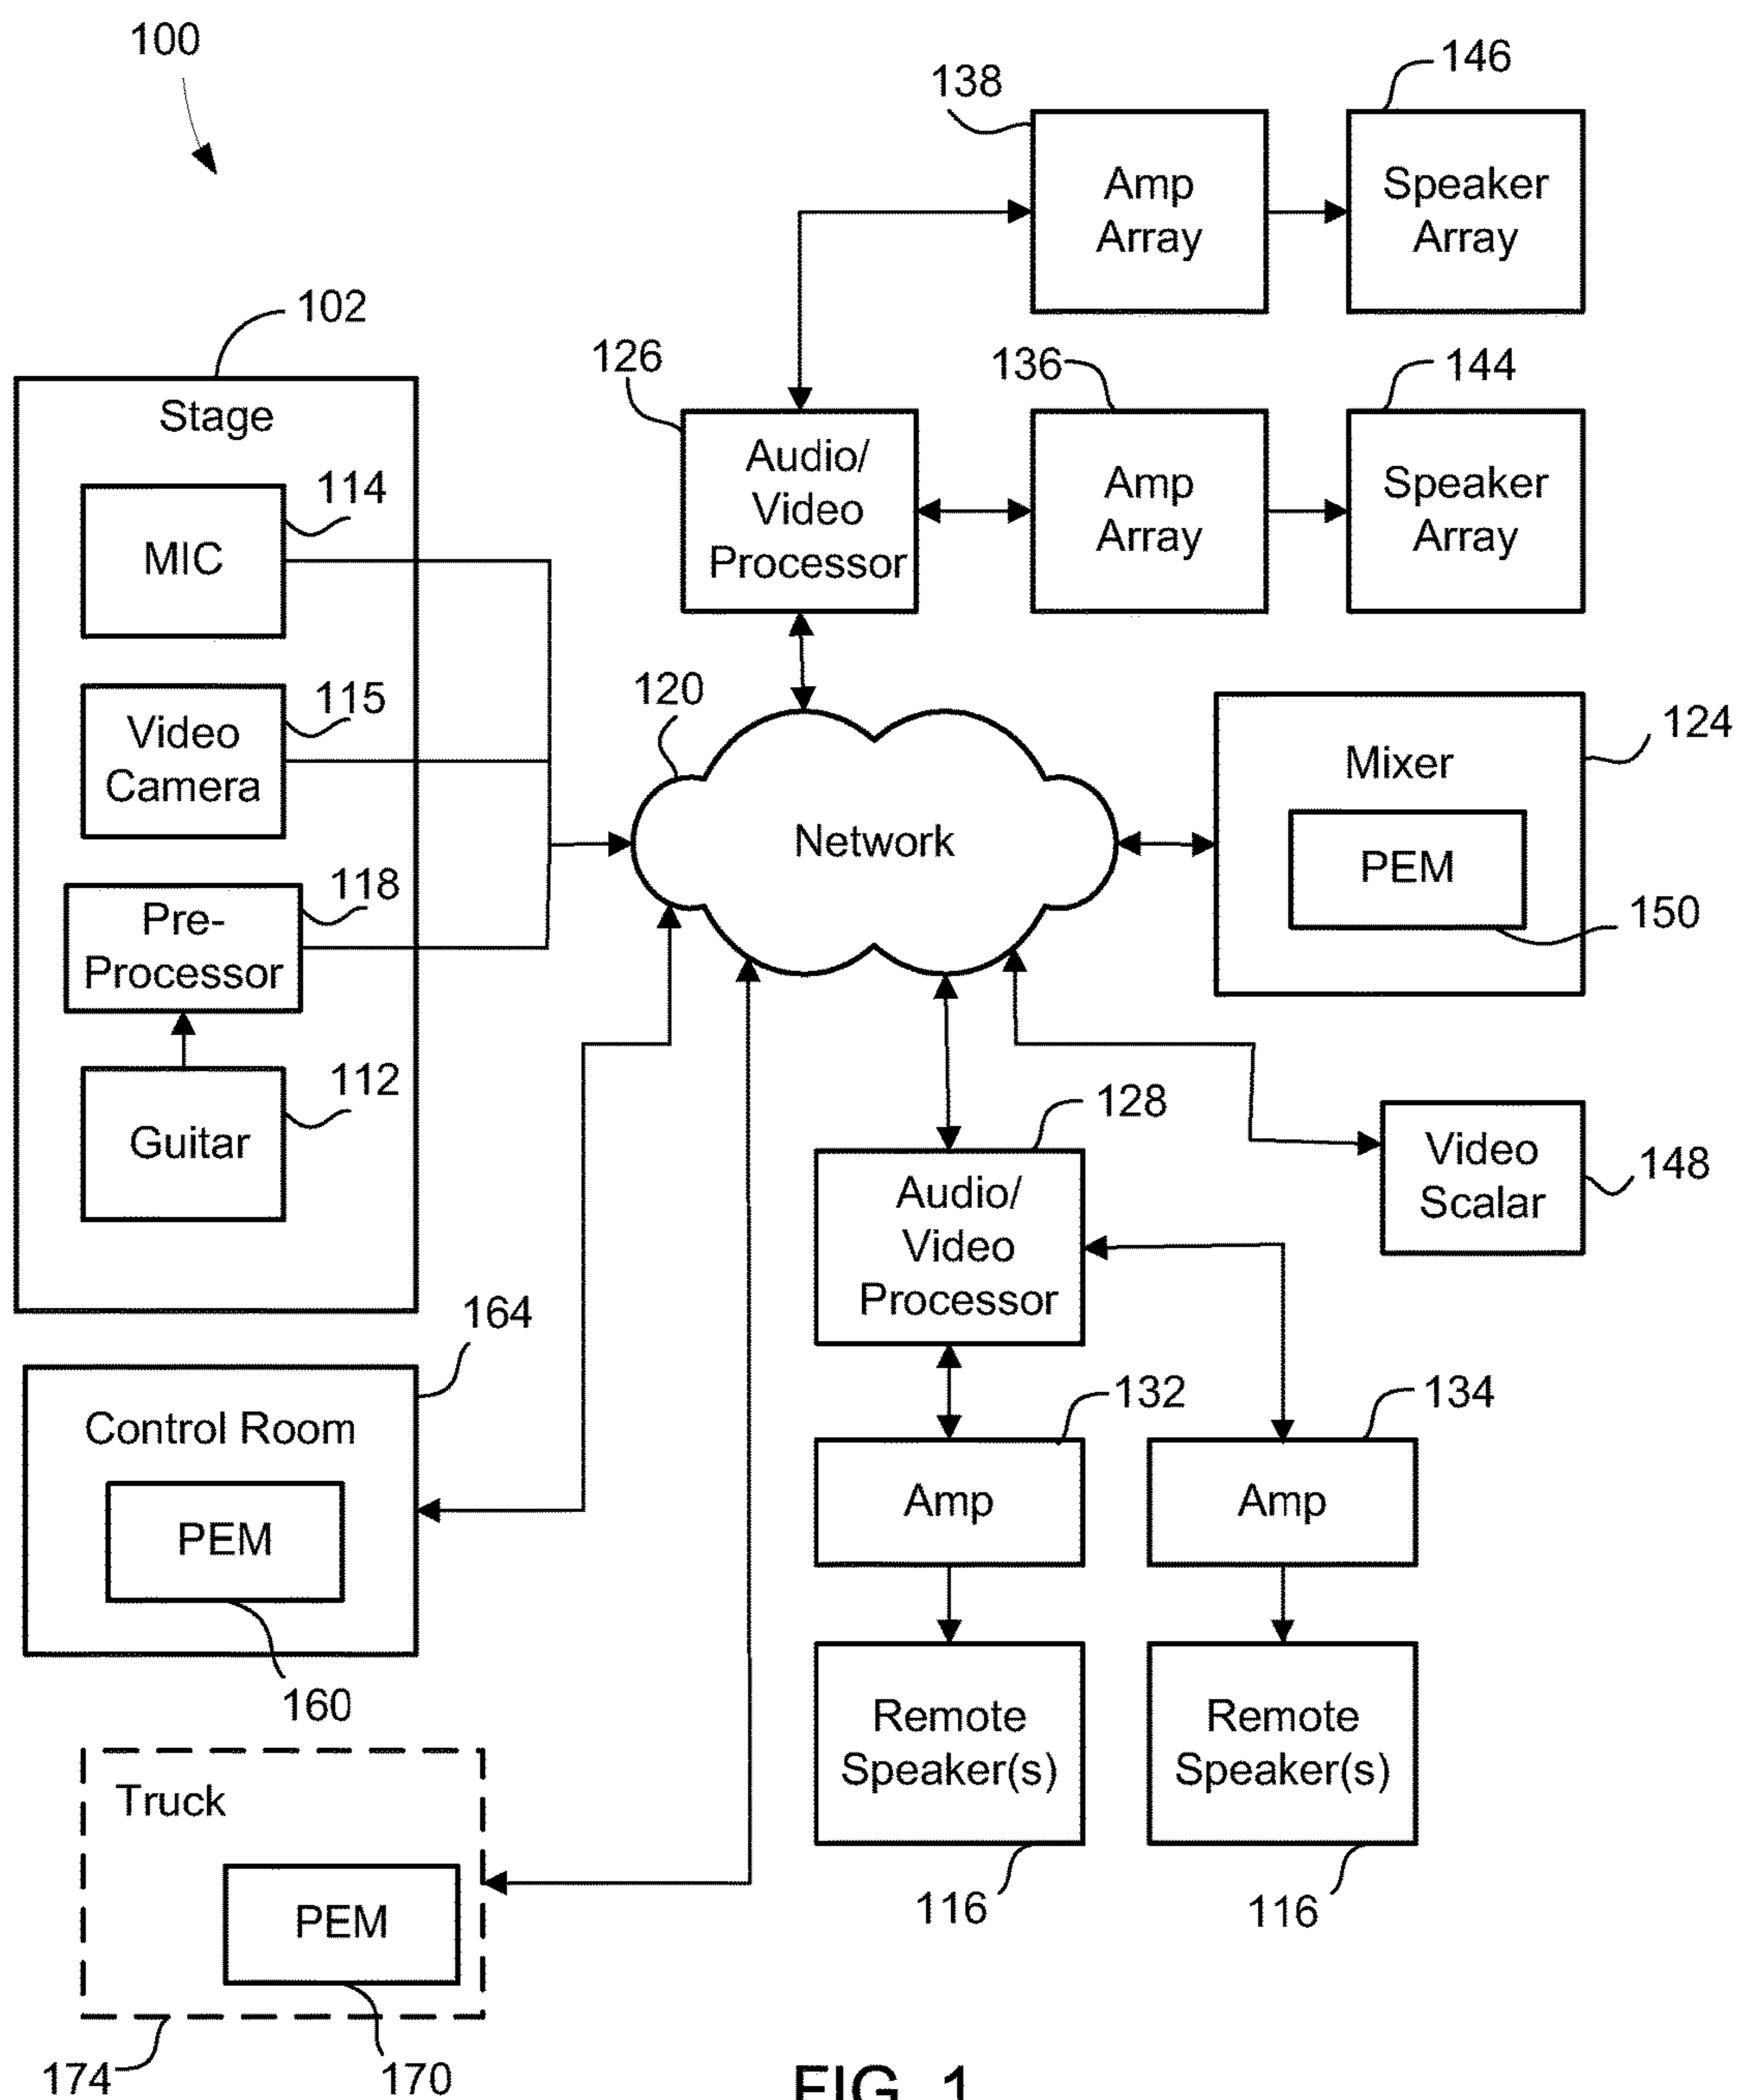 100
138
146
Amp
Array
Speaker
Array
102
126
136
144
Stage
Audio/
Video
Processor
Amp
Array
Speaker
Array
114
MIC
115
Video
Camera
120
Network
124
Mixer
PEM
150
118
Pre-
Processor
112
Guitar
128
Audio/
Video
Processor
Video
Scalar
148
164
Control Room
PEM
160
132
134
Amp
Amp
Remote
Speaker(s)
Remote
Speaker(s)
116
116
Truck
PEM
174
170
FIG. 1